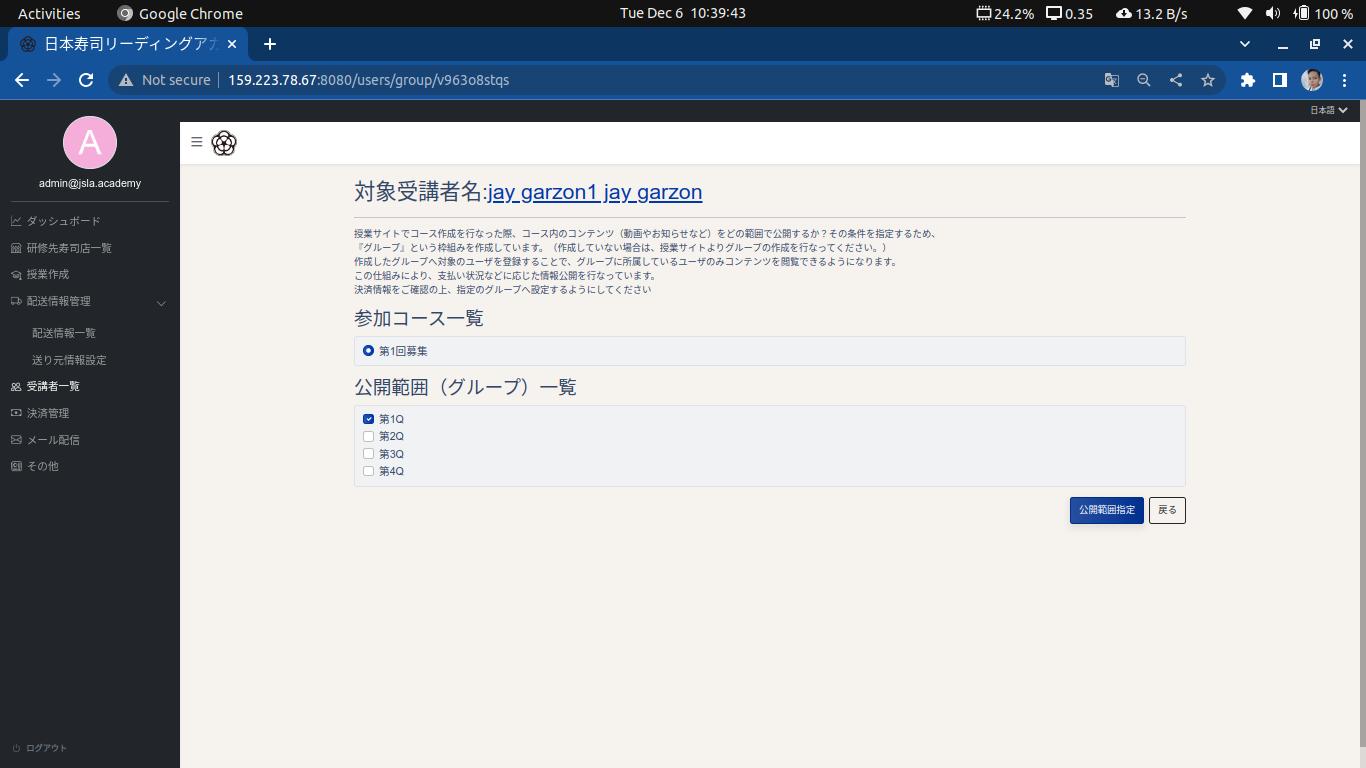 Activities
Google Chrome
Tue Dec 6 10:39:43
24.2%
0.35
13.2 B/s
100 %
日本寿司リーディングアカ
Not secure
159.223.78.67:8080/users/group/v963o8stqs
日本語
A
admin@jsla.academy
ダッシュボード
研修先寿司店一覧
授業作成
配送情報管理
配送情報一覧
送り元情報設定
受講者一覧
決済管理
メール配信
その他
ログアウト
対象受講者名:jay garzon1 jay garzon
授業サイトでコース作成を行なった際、コース内のコンテンツ（動画やお知らせなど）をどの範囲で公開するか？その条件を指定するため、
『グループ』という枠組みを作成しています。（作成していない場合は、授業サイトよりグループの作成を行なってください。）
作成したグループへ対象のユーザを登録することで、グループに所属しているユーザのみコンテンツを閲覧できるようになります。
この仕組みにより、支払い状況などに応じた情報公開を行なっています。
決済情報をご確認の上、指定のグループへ設定するようにしてください
参加コース一覧
第1回募集
公開範囲（グループ）一覧
第1Q
第2Q
第3Q
第4Q
公開範囲指定
戻る